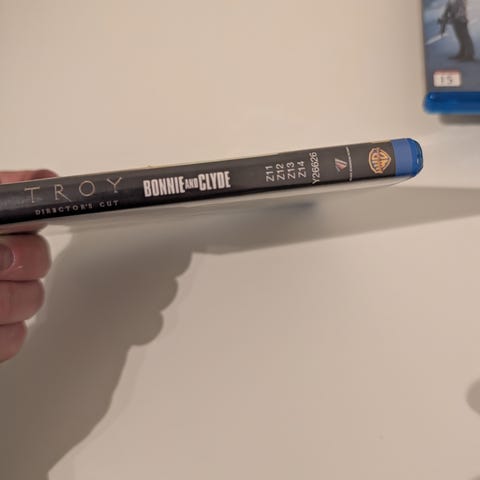 TROY
DIRECTOR'S CUT
BONNIE AND CLYDE
Z11
Z12
Z13
Z14
Y26626
WB
15